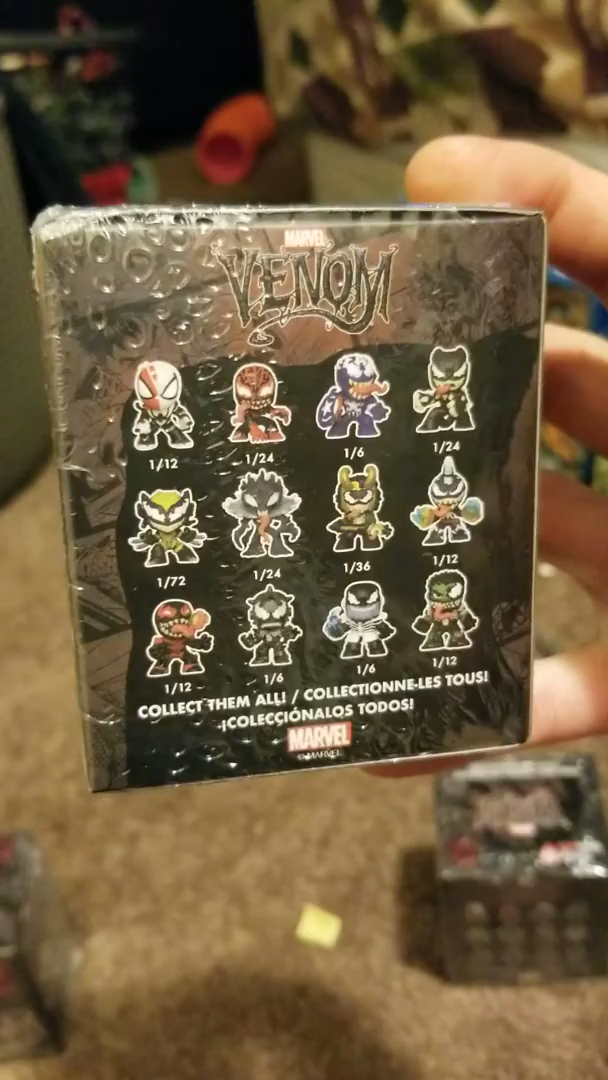 MARVEL
VENOM
1/12 1/24 1/6 1/24
1/72 1/24 1/36 1/12
1/12 1/6 1/6 1/12
COLLECT THEM ALL! / COLLECTIONNE-LES TOUS!
¡COLECCIÓNALOS TODOS!
MARVEL
© MARVEL